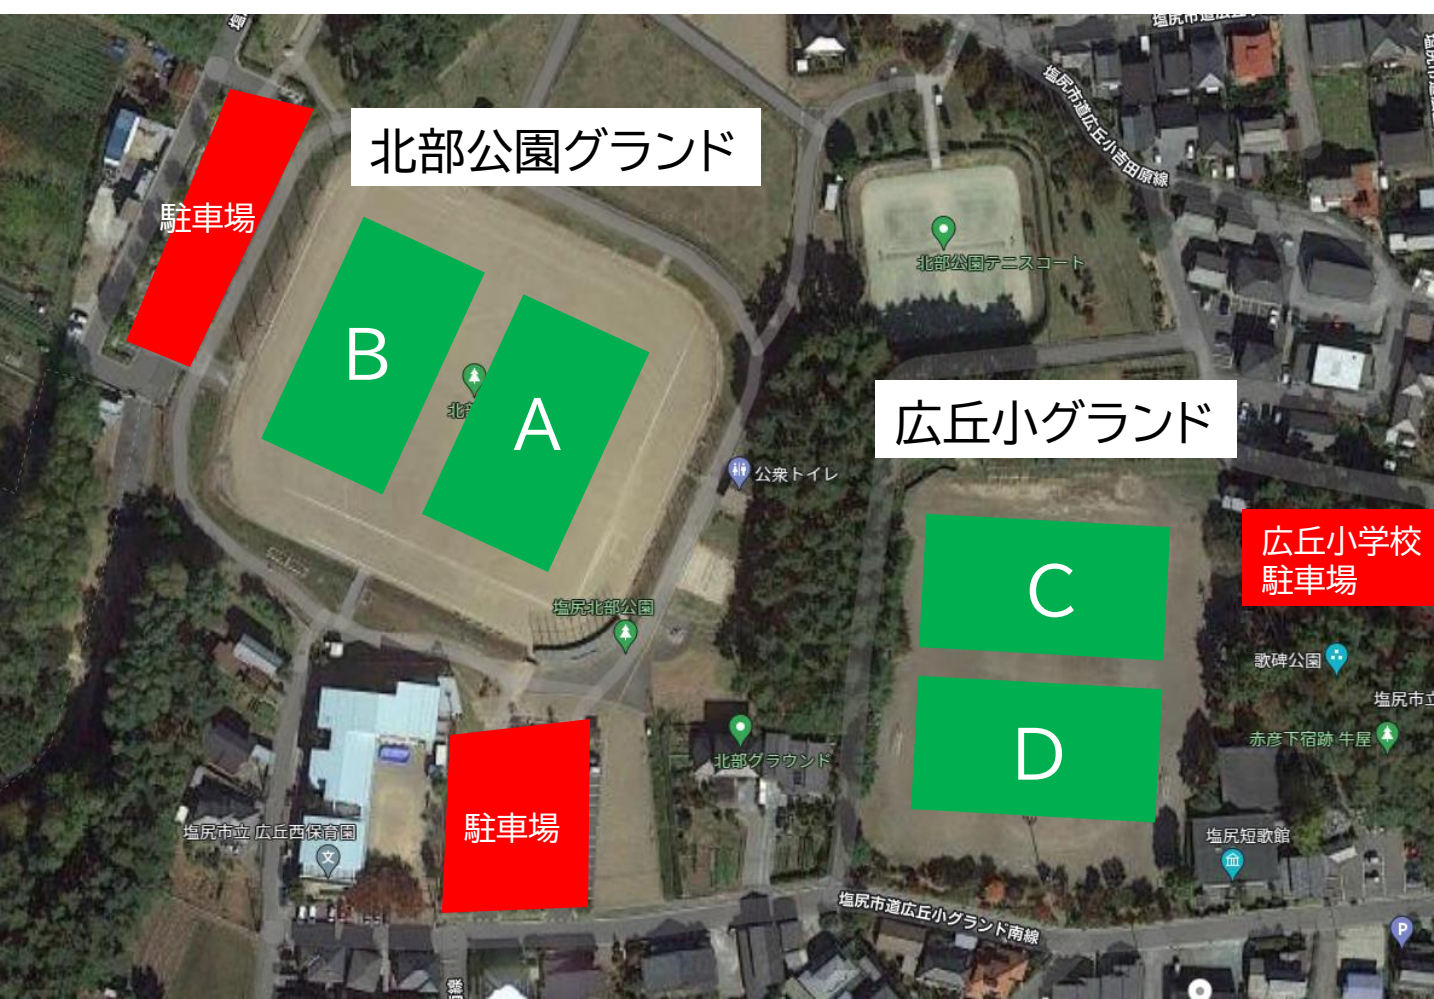 塩尻市道広丘小吉田原線
北部公園グランド
駐車場
北部公園テニスコート
B
A
広丘小グランド
公衆トイレ
広丘小学校
駐車場
C
塩尻北部公園
歌碑公園
塩尻市立
赤彦下宿跡 牛屋
D
北部グラウンド
駐車場
塩尻市立 広丘西保育園
塩尻短歌館
塩尻市道広丘小グランド南線
P